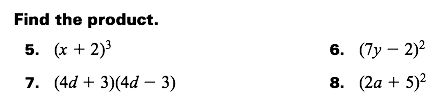 Find the product.
5. (x + 2)³ 6. (7y − 2)²
7. (4d + 3)(4d − 3) 8. (2a + 5)²